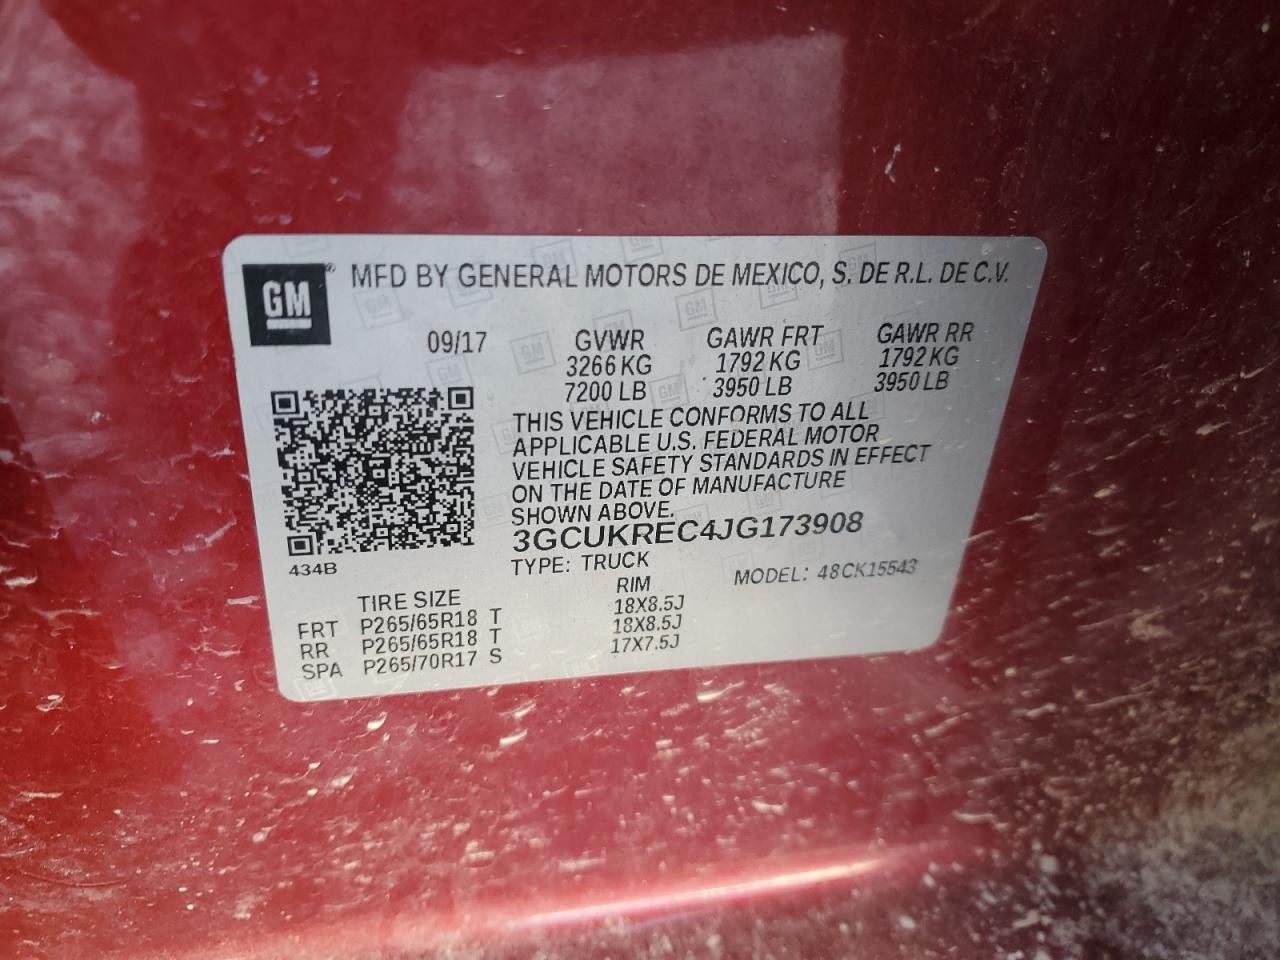 GM
MFD BY GENERAL MOTORS DE MEXICO, S. DE R.L. DE C.V.
09/17 GVWR GAWR FRT GAWR RR
3266 KG 1792 KG 1792 KG
7200 LB 3950 LB 3950 LB
THIS VEHICLE CONFORMS TO ALL
APPLICABLE U.S. FEDERAL MOTOR
VEHICLE SAFETY STANDARDS IN EFFECT
ON THE DATE OF MANUFACTURE
SHOWN ABOVE.
3GCUKREC4JG173908
434B
TYPE: TRUCK MODEL: 48CK15543
TIRE SIZE RIM
FRT P265/65R18 T 18X8.5J
RR P265/65R18 T 18X8.5J
SPA P265/70R17 S 17X7.5J